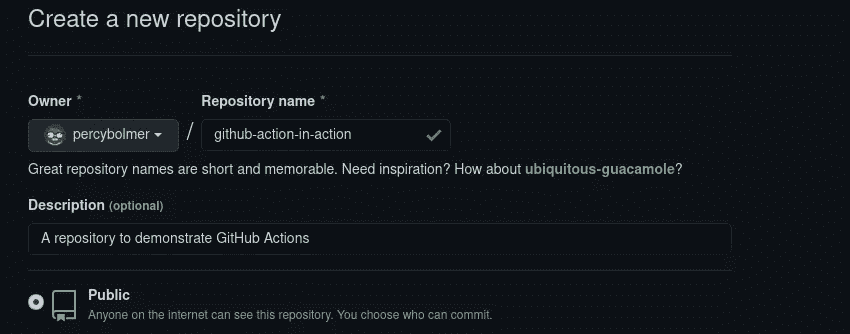 Create a new repository
Owner *
Repository name *
percybolmer
/
github-action-in-action
Great repository names are short and memorable. Need inspiration? How about ubiquitous-guacamole?
Description (optional)
A repository to demonstrate GitHub Actions
Public
Anyone on the internet can see this repository. You choose who can commit.